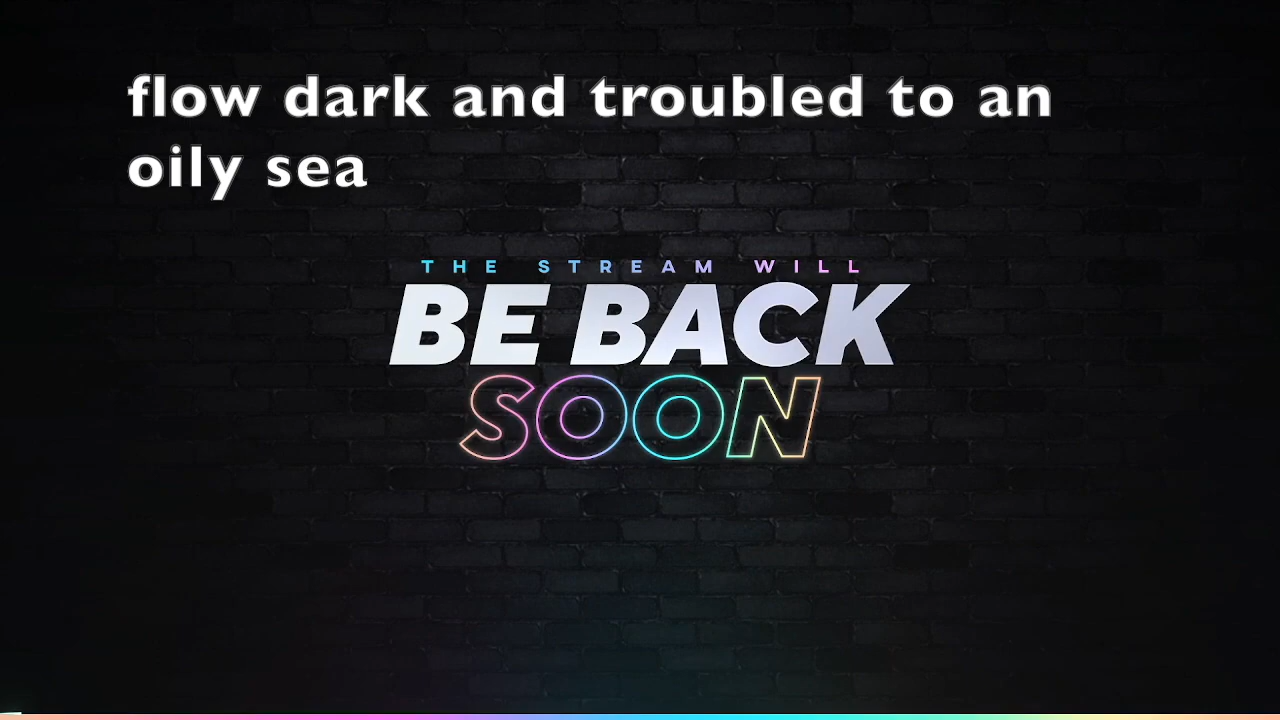 flow dark and troubled to an
oily sea
THE STREAM WILL
BE BACK
SOON